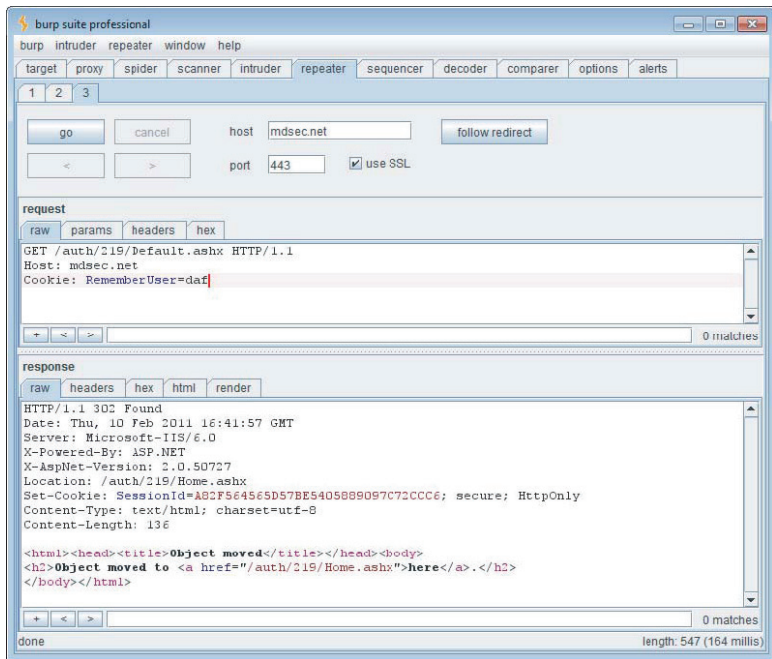 burp suite professional
burp intruder repeater window help
target proxy spider scanner intruder repeater sequencer decoder comparer options alerts
1 2 3
go cancel host mdsec.net follow redirect
< > port 443 use SSL
request
raw params headers hex
GET /auth/219/Default.ashx HTTP/1.1
Host: mdsec.net
Cookie: RememberUser=daf
+ < > 0 matches
response
raw headers hex html render
HTTP/1.1 302 Found
Date: Thu, 10 Feb 2011 16:41:57 GMT
Server: Microsoft-IIS/6.0
X-Powered-By: ASP.NET
X-AspNet-Version: 2.0.50727
Location: /auth/219/Home.ashx
Set-Cookie: SessionId=A82F564565D57BE5405889097C72CCC6; secure; HttpOnly
Content-Type: text/html; charset=utf-8
Content-Length: 136
<html><head><title>Object moved</title></head><body>
<h2>Object moved to <a href="/auth/219/Home.ashx">here</a>.</h2>
</body></html>
+ < > 0 matches
done length: 547 (164 millis)